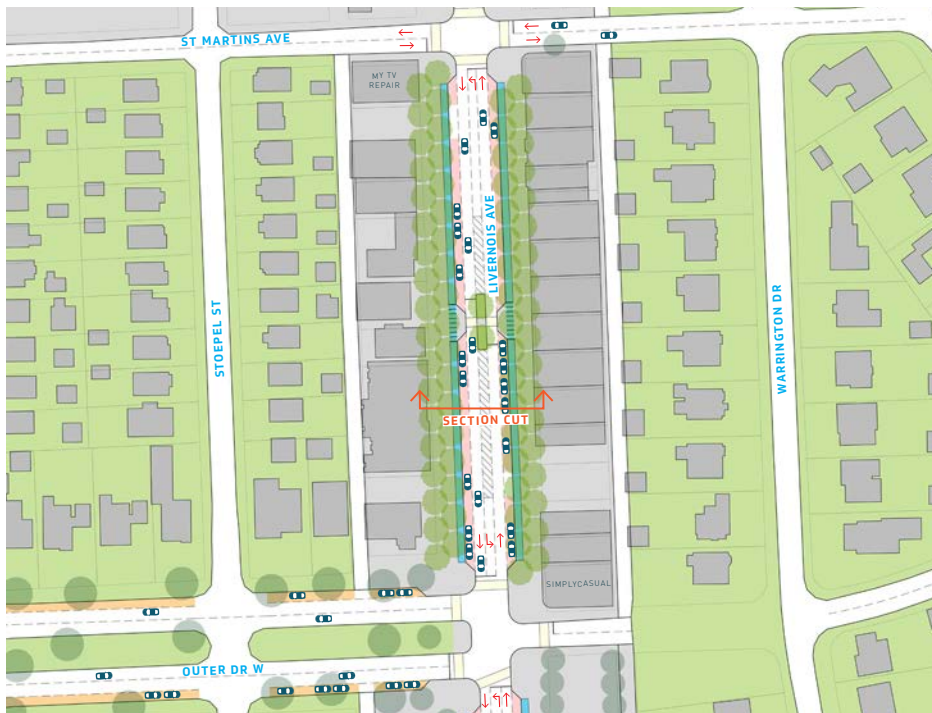 ST MARTINS AVE
MY TV
REPAIR
LIVERNOIS AVE
STOEPEL ST
WARRINGTON DR
SECTION CUT
SIMPLYCASUAL
OUTER DR W